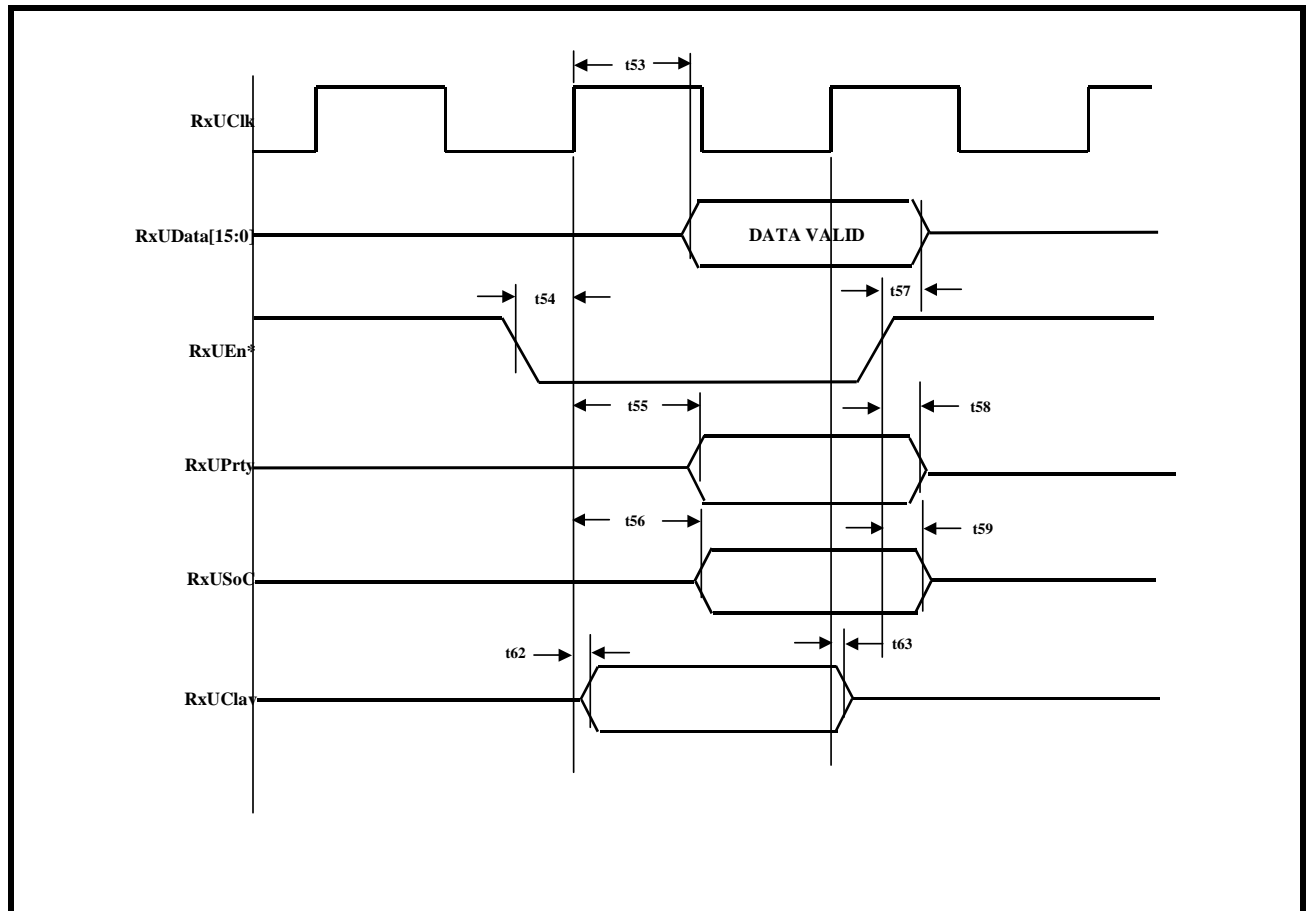 t53
RxUClk
RxUData[15:0]
DATA VALID
t57
t54
RxUEn*
t55
t58
RxUPrty
t56
t59
RxUSoC
t62
t63
RxUClav